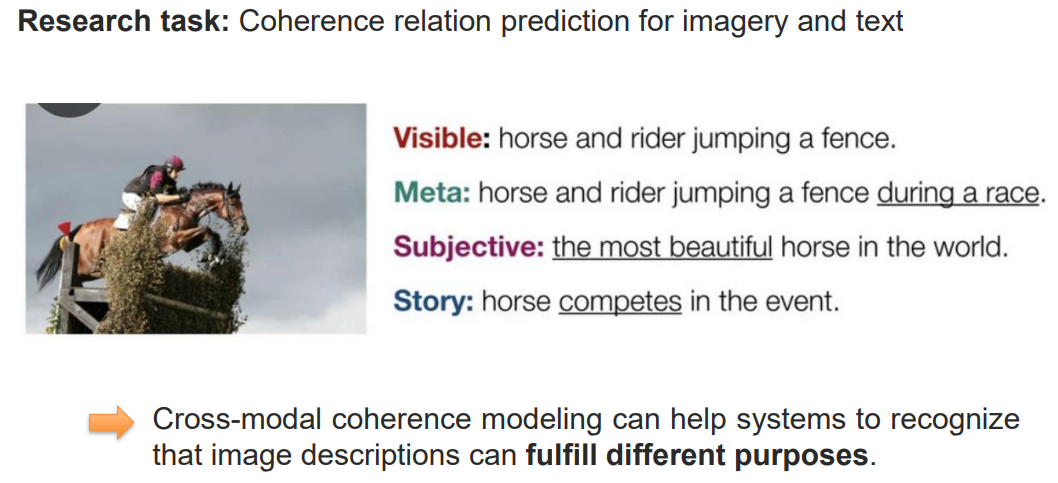 Research task: Coherence relation prediction for imagery and text
Visible: horse and rider jumping a fence.
Meta: horse and rider jumping a fence during a race.
Subjective: the most beautiful horse in the world.
Story: horse competes in the event.
Cross-modal coherence modeling can help systems to recognize
that image descriptions can fulfill different purposes.